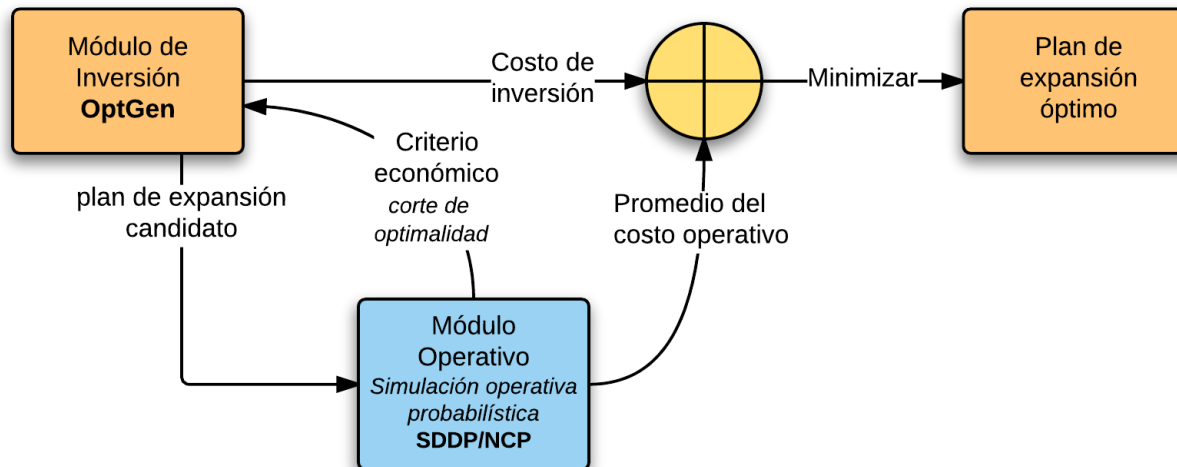 Módulo de
Inversión
OptGen
Costo de
inversión
Minimizar
Plan de
expansión
óptimo
Criterio
económico
corte de
optimalidad
plan de expansión
candidato
Promedio del
costo operativo
Módulo
Operativo
Simulación operativa
probabilística
SDDP/NCP